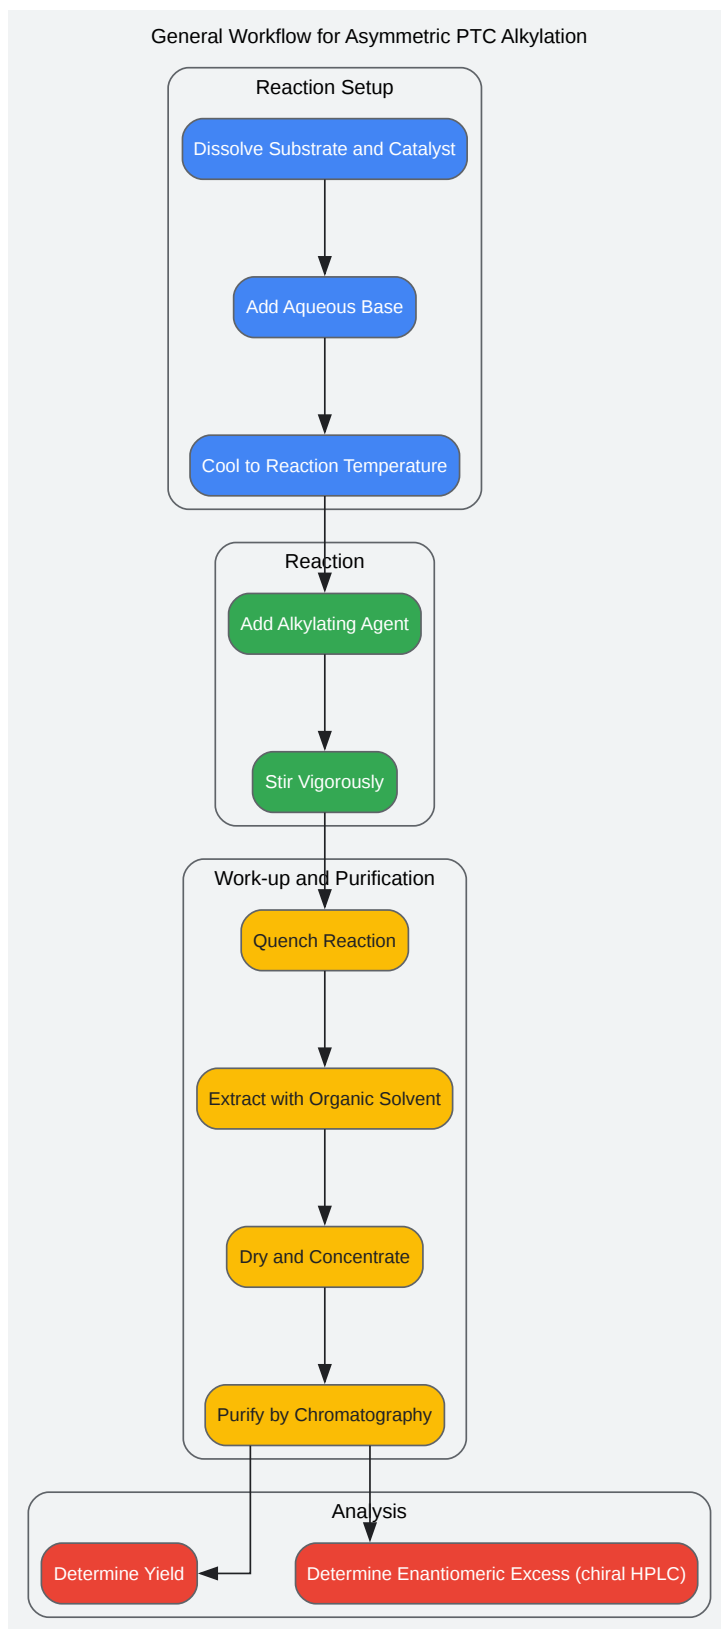 General Workflow for Asymmetric PTC Alkylation
Reaction Setup
Dissolve Substrate and Catalyst
Add Aqueous Base
Cool to Reaction Temperature
Reaction
Add Alkylating Agent
Stir Vigorously
Work-up and Purification
Quench Reaction
Extract with Organic Solvent
Dry and Concentrate
Purify by Chromatography
Analysis
Determine Yield
Determine Enantiomeric Excess (chiral HPLC)